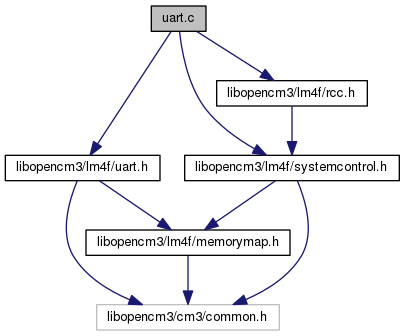 uart.c
libopencm3/lm4f/rcc.h
libopencm3/lm4f/uart.h
libopencm3/lm4f/systemcontrol.h
libopencm3/lm4f/memorymap.h
libopencm3/cm3/common.h